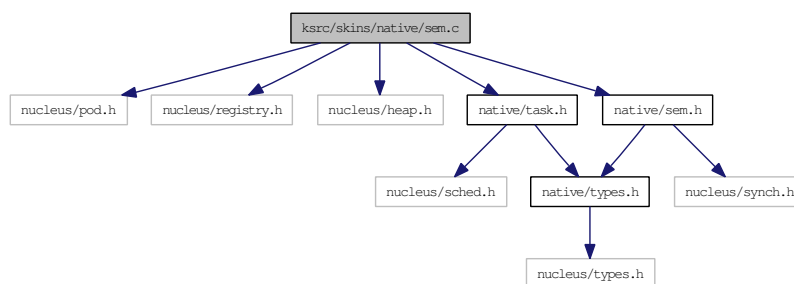 ksrc/skins/native/sem.c
nucleus/pod.h
nucleus/registry.h
nucleus/heap.h
native/task.h
native/sem.h
nucleus/sched.h
native/types.h
nucleus/synch.h
nucleus/types.h